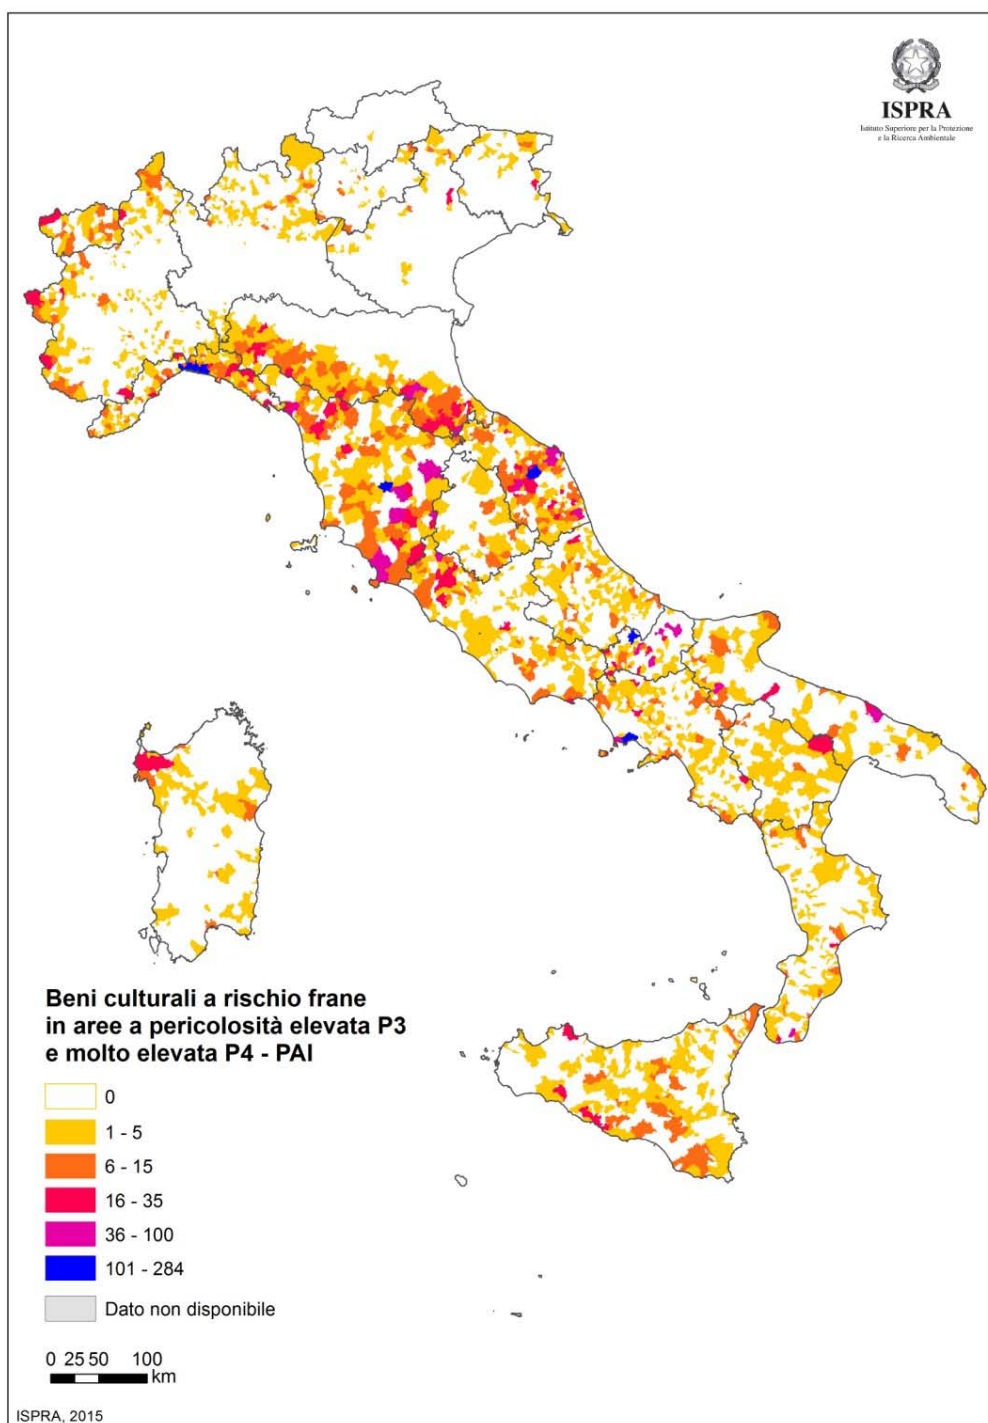 ISPRA
Istituto Superiore per la Protezione
e la Ricerca Ambientale
Beni culturali a rischio frane
in aree a pericolosità elevata P3
e molto elevata P4 - PAI
0
1 - 5
6 - 15
16 - 35
36 - 100
101 - 284
Dato non disponibile
0 25 50 100
km
ISPRA, 2015